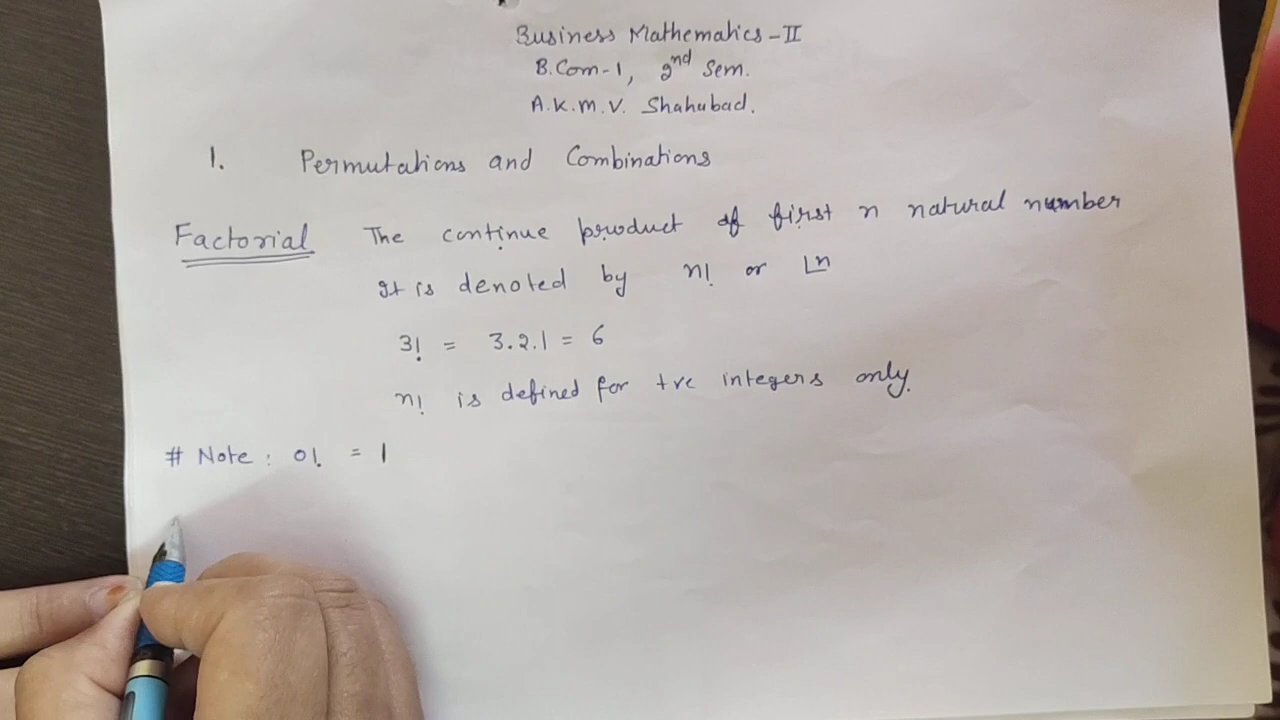 Business Mathematics - II
B.Com-1, 2nd Sem.
A.K.M.V. Shahabad.
1. Permutations and Combinations
Factorial The continue product of first n natural number
It is denoted by n! or ∟n
3! = 3.2.1 = 6
n! is defined for +ve integers only.
# Note : 0! = 1